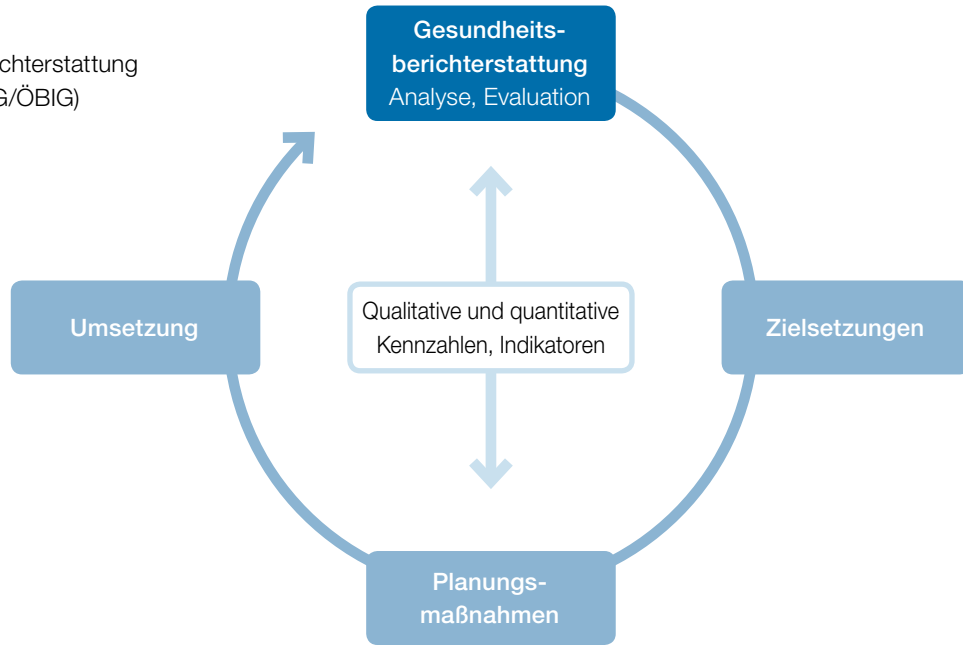 Gesundheits-
berichterstattung
Analyse, Evaluation
chterstattung
G/ÖBIG)
Umsetzung
Qualitative und quantitative
Kennzahlen, Indikatoren
Zielsetzungen
Planungs-
maßnahmen